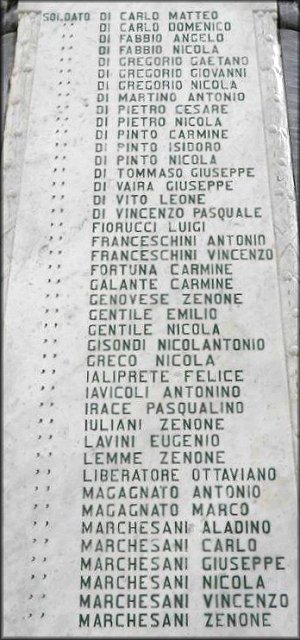 SOLDATO DI CARLO MATTEO
" DI CARLO DOMENICO
" DI FABBIO ANGELO
" DI FABBIO NICOLA
" DI GREGORIO GAETANO
" DI GREGORIO GIOVANNI
" DI GREGORIO NICOLA
" DI MARTINO ANTONIO
" DI PIETRO CESARE
" DI PIETRO NICOLA
" DI PINTO CARMINE
" DI PINTO ISIDORO
" DI PINTO NICOLA
" DI TOMMASO GIUSEPPE
" DI VAIRA GIUSEPPE
" DI VITO LEONE
" DI VINCENZO PASQUALE
" FIORUCCI LUIGI
" FRANCESCHINI ANTONIO
" FRANCESCHINI VINCENZO
" FORTUNA CARMINE
" GALANTE CARMINE
" GENOVESE ZENONE
" GENTILE EMILIO
" GENTILE NICOLA
" GISONDI NICOLANTONIO
" GRECO NICOLA
" IALIPRETE FELICE
" IAVICOLI ANTONINO
" IRACE PASQUALINO
" IULIANI ZENONE
" LAVINI EUGENIO
" LEMME ZENONE
" LIBERATORE OTTAVIANO
" MAGAGNATO ANTONIO
" MAGAGNATO MARCO
" MARCHESANI ALADINO
" MARCHESANI CARLO
" MARCHESANI GIUSEPPE
" MARCHESANI NICOLA
" MARCHESANI VINCENZO
" MARCHESANI ZENONE